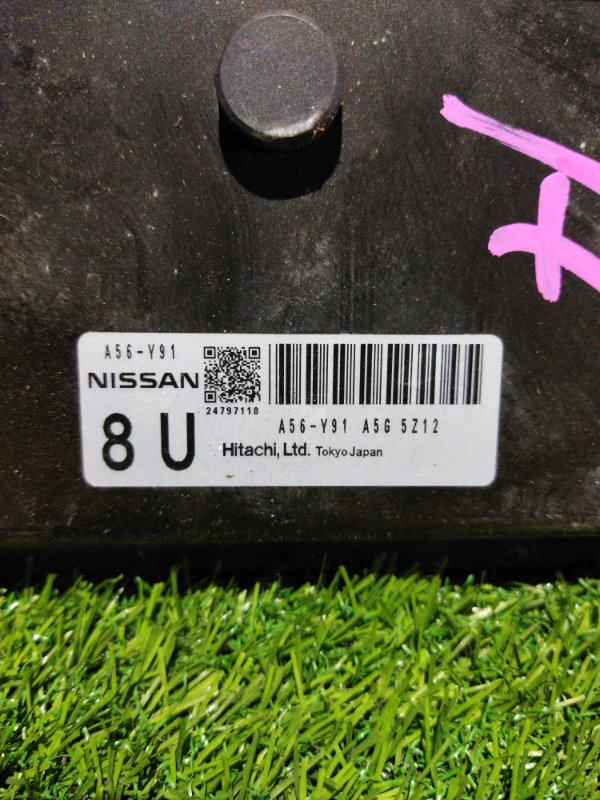 A56-Y91
NISSAN
24797118
8 U
A56-Y91 A5G 5Z12
Hitachi, Ltd. Tokyo Japan